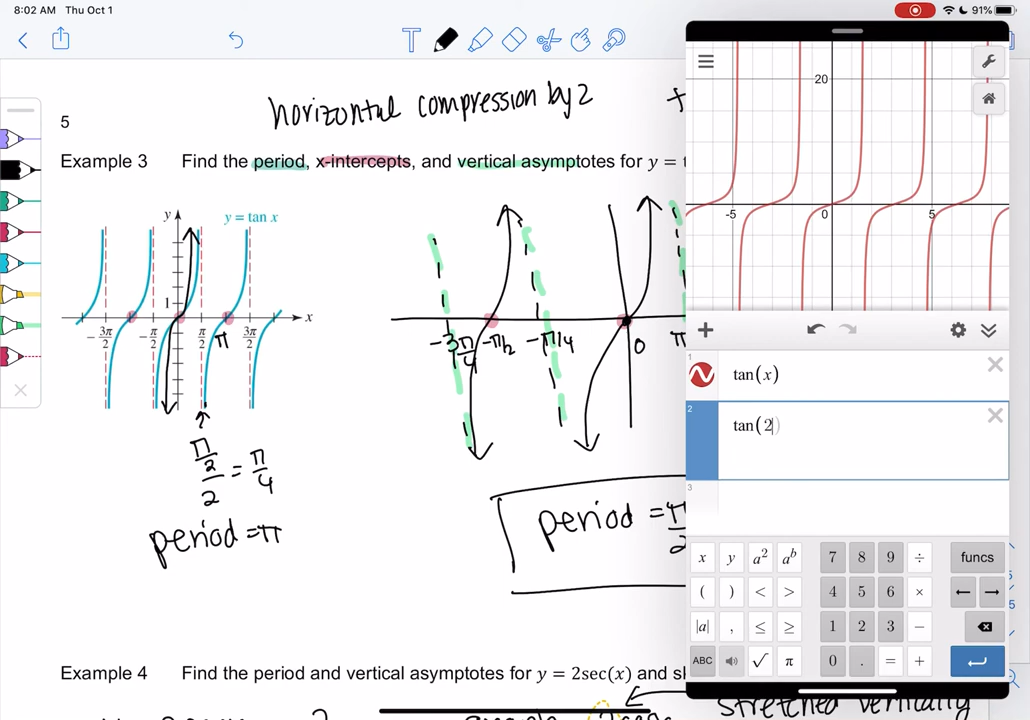 8:02 AM Thu Oct 1
91%
horizontal compression by 2
5
Example 3 Find the period, x-intercepts, and vertical asymptotes for y = t
y
y = tan x
1
x
-3π/2 -π/2 π/2 π 3π/2
-3π/4 -π/2 -π/4 0 π
π/2/2 = π/4
period = π
period = π/2
Example 4 Find the period and vertical asymptotes for y = 2sec(x) and sk
stretched vertically
20
-5 0 5
1
tan(x)
2
tan(2)
3
x y a² aᵇ 7 8 9 ÷ funcs
( ) < > 4 5 6 × ← →
|a| , ≤ ≥ 1 2 3 −
ABC √ π 0 . = +